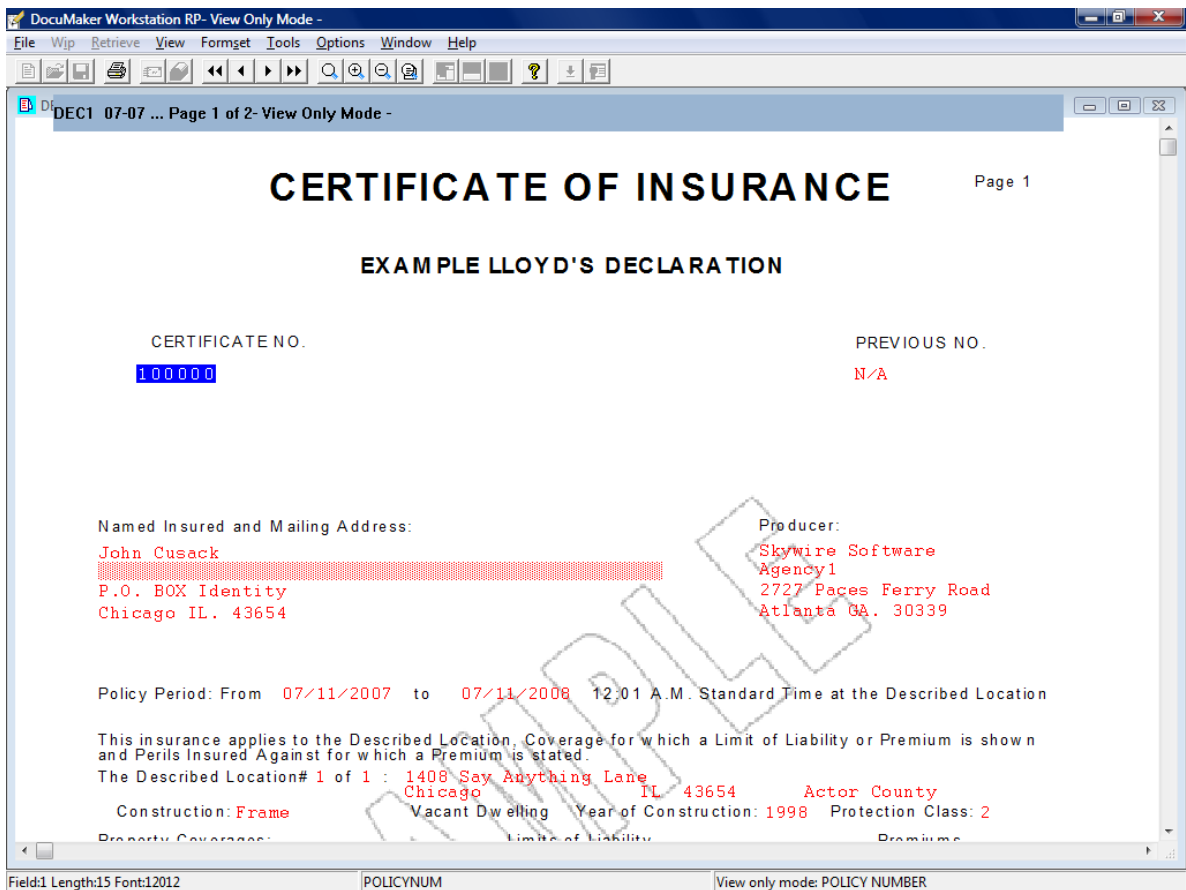 DocuMaker Workstation RP- View Only Mode -
File Wip Retrieve View Formset Tools Options Window Help
DEC1 07-07 ... Page 1 of 2- View Only Mode -
CERTIFICATE OF INSURANCE Page 1
EXAMPLE LLOYD'S DECLARATION
CERTIFICATE NO. PREVIOUS NO.
100000 N/A
Named Insured and Mailing Address: Producer:
John Cusack Skywire Software
Agency1
P.O. BOX Identity 2727 Paces Ferry Road
Chicago IL. 43654 Atlanta GA. 30339
Policy Period: From 07/11/2007 to 07/11/2008 12:01 A.M. Standard Time at the Described Location
This insurance applies to the Described Location, Coverage for which a Limit of Liability or Premium is shown
and Perils Insured Against for which a Premium is stated.
The Described Location# 1 of 1 : 1408 Say Anything Lane
Chicago IL 43654 Actor County
Construction: Frame Vacant Dwelling Year of Construction: 1998 Protection Class: 2
Property Coverages: Limits of Liability Premiums
AMPLE
Field:1 Length:15 Font:12012 POLICYNUM View only mode: POLICY NUMBER